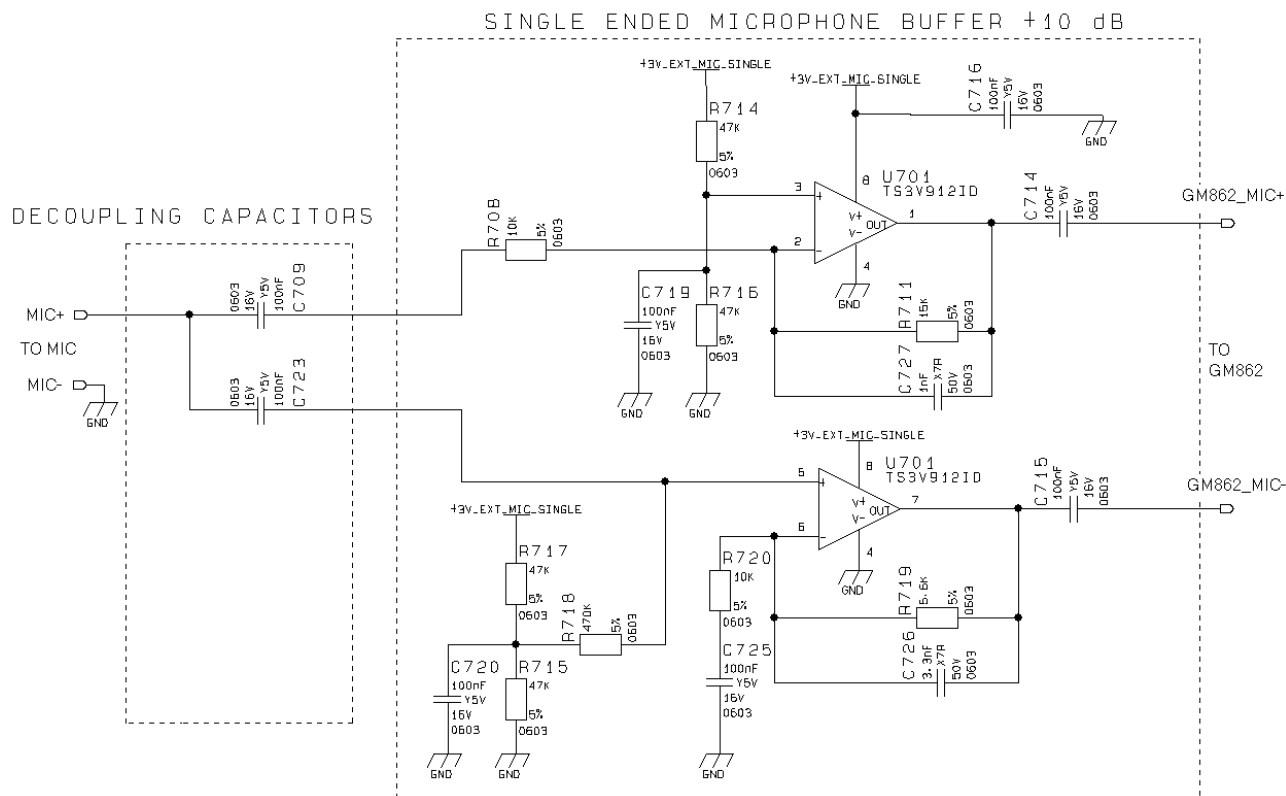 SINGLE ENDED MICROPHONE BUFFER +10 dB
+3V_EXT_MIC_SINGLE
R714
47K
5%
0603
+3V_EXT_MIC_SINGLE
C716
100nF
Y5V
16V
0603
GND
DECOUPLING CAPACITORS
R708
10K
5%
0603
3
+
2
-
8
U701
TS3V912ID
V+
V-
OUT
1
4
GND
C714
100nF
Y5V
16V
0603
GM862_MIC+
MIC+
TO MIC
MIC-
GND
0603
16V
Y5V
100nF
C709
0603
16V
Y5V
100nF
C723
C719
100nF
Y5V
16V
0603
GND
R716
47K
5%
0603
GND
R711
15K
5%
0603
C727
1nF
X7R
50V
0603
TO
GM862
+3V_EXT_MIC_SINGLE
5
+
6
-
8
U701
TS3V912ID
V+
V-
OUT
7
4
GND
C715
100nF
Y5V
16V
0603
GM862_MIC-
+3V_EXT_MIC_SINGLE
R717
47K
5%
0603
R718
470K
5%
0603
C720
100nF
Y5V
16V
0603
GND
R715
47K
5%
0603
GND
R720
10K
5%
0603
C725
100nF
Y5V
16V
0603
GND
R719
5.6K
5%
0603
C726
3.3nF
X7R
50V
0603